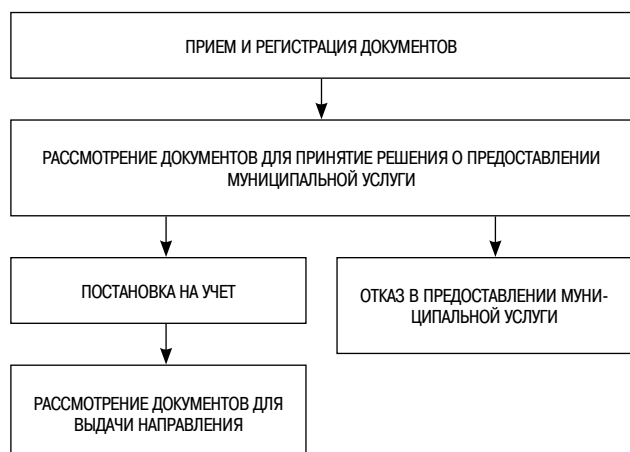 ПРИЕМ И РЕГИСТРАЦИЯ ДОКУМЕНТОВ
РАССМОТРЕНИЕ ДОКУМЕНТОВ ДЛЯ ПРИНЯТИЕ РЕШЕНИЯ О ПРЕДОСТАВЛЕНИИ
МУНИЦИПАЛЬНОЙ УСЛУГИ
ПОСТАНОВКА НА УЧЕТ
ОТКАЗ В ПРЕДОСТАВЛЕНИИ МУНИ-
ЦИПАЛЬНОЙ УСЛУГИ
РАССМОТРЕНИЕ ДОКУМЕНТОВ ДЛЯ
ВЫДАЧИ НАПРАВЛЕНИЯ